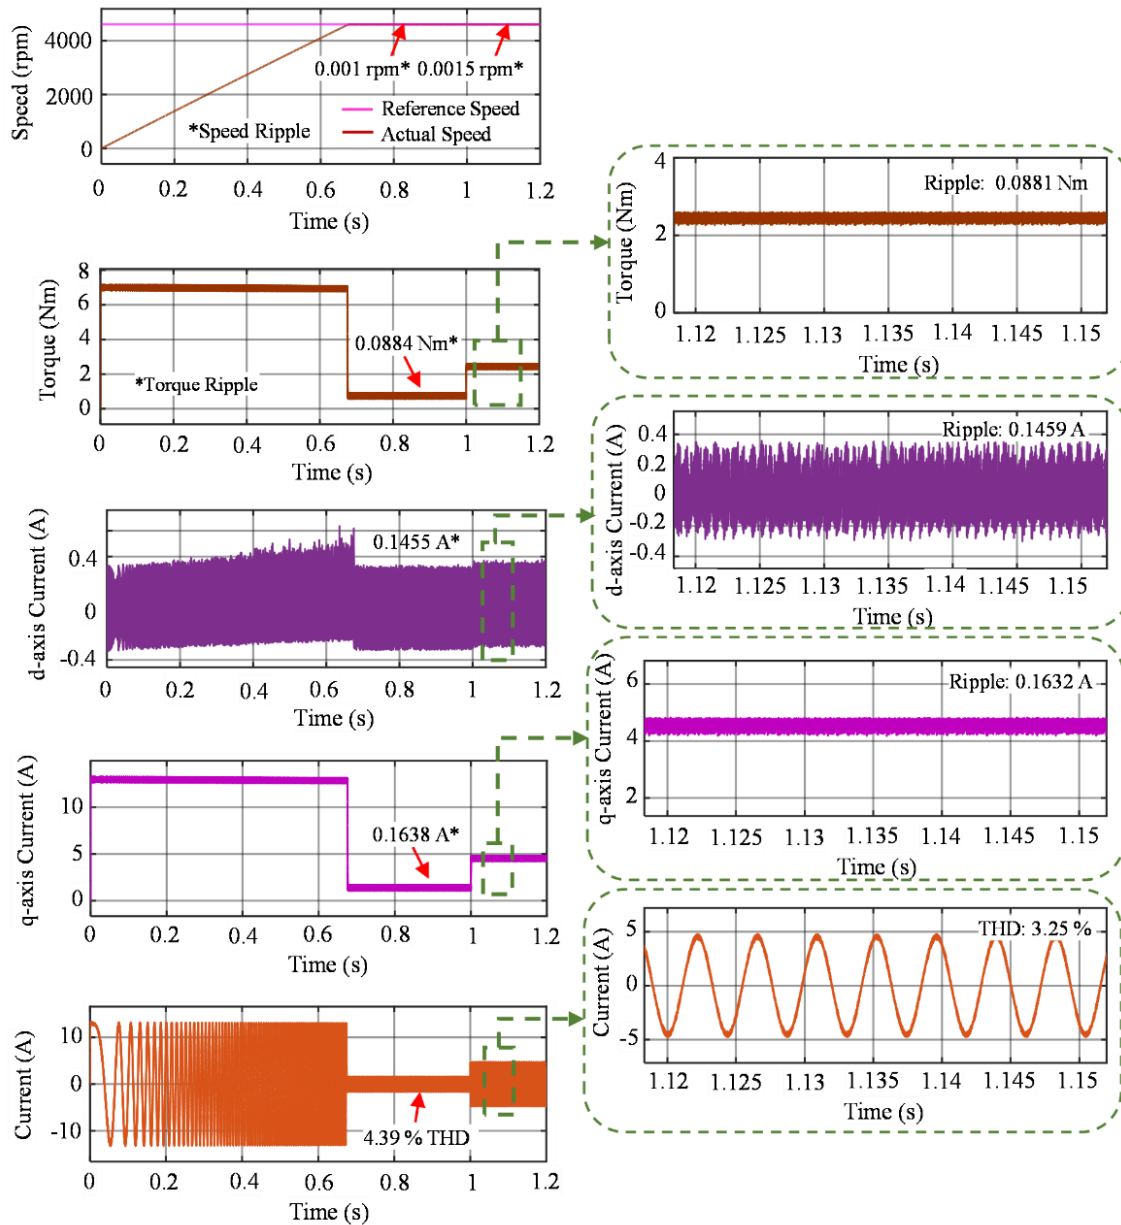 Speed (rpm)
4000
2000
0
0.001 rpm* 0.0015 rpm*
Reference Speed
*Speed Ripple
Actual Speed
0 0.2 0.4 0.6 0.8 1 1.2
Time (s)
Torque (Nm)
8
6
4
2
0
0.0884 Nm*
*Torque Ripple
0 0.2 0.4 0.6 0.8 1 1.2
Time (s)
Torque (Nm)
4
2
0
Ripple: 0.0881 Nm
1.12 1.125 1.13 1.135 1.14 1.145 1.15
Time (s)
d-axis Current (A)
0.4
0
-0.4
0.1455 A*
0 0.2 0.4 0.6 0.8 1 1.2
Time (s)
d-axis Current (A)
0.4
0.2
0
-0.2
-0.4
Ripple: 0.1459 A
1.12 1.125 1.13 1.135 1.14 1.145 1.15
Time (s)
q-axis Current (A)
10
5
0
0.1638 A*
0 0.2 0.4 0.6 0.8 1 1.2
Time (s)
q-axis Current (A)
6
4
2
Ripple: 0.1632 A
1.12 1.125 1.13 1.135 1.14 1.145 1.15
Time (s)
Current (A)
10
0
-10
4.39 % THD
0 0.2 0.4 0.6 0.8 1 1.2
Time (s)
Current (A)
5
0
-5
THD: 3.25 %
1.12 1.125 1.13 1.135 1.14 1.145 1.15
Time (s)